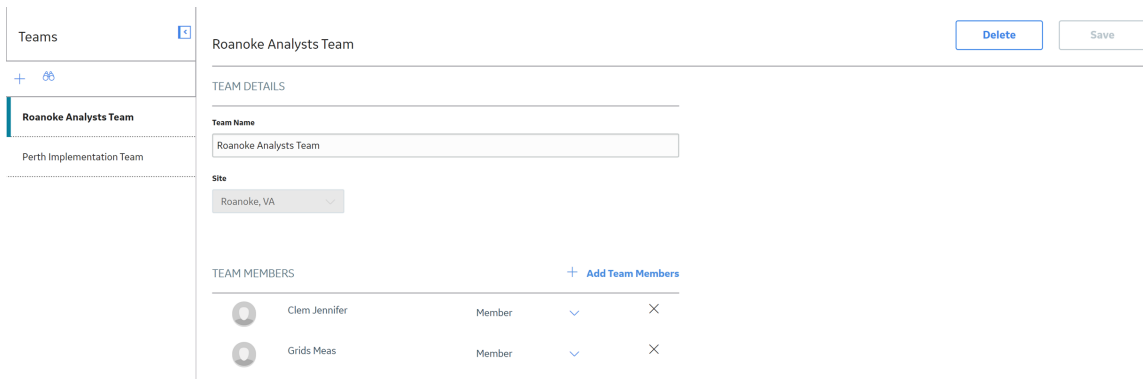 Teams
Roanoke Analysts Team
Perth Implementation Team
Roanoke Analysts Team
Delete
Save
TEAM DETAILS
Team Name
Roanoke Analysts Team
Site
Roanoke, VA
TEAM MEMBERS
Add Team Members
Clem Jennifer Member
Grids Meas Member